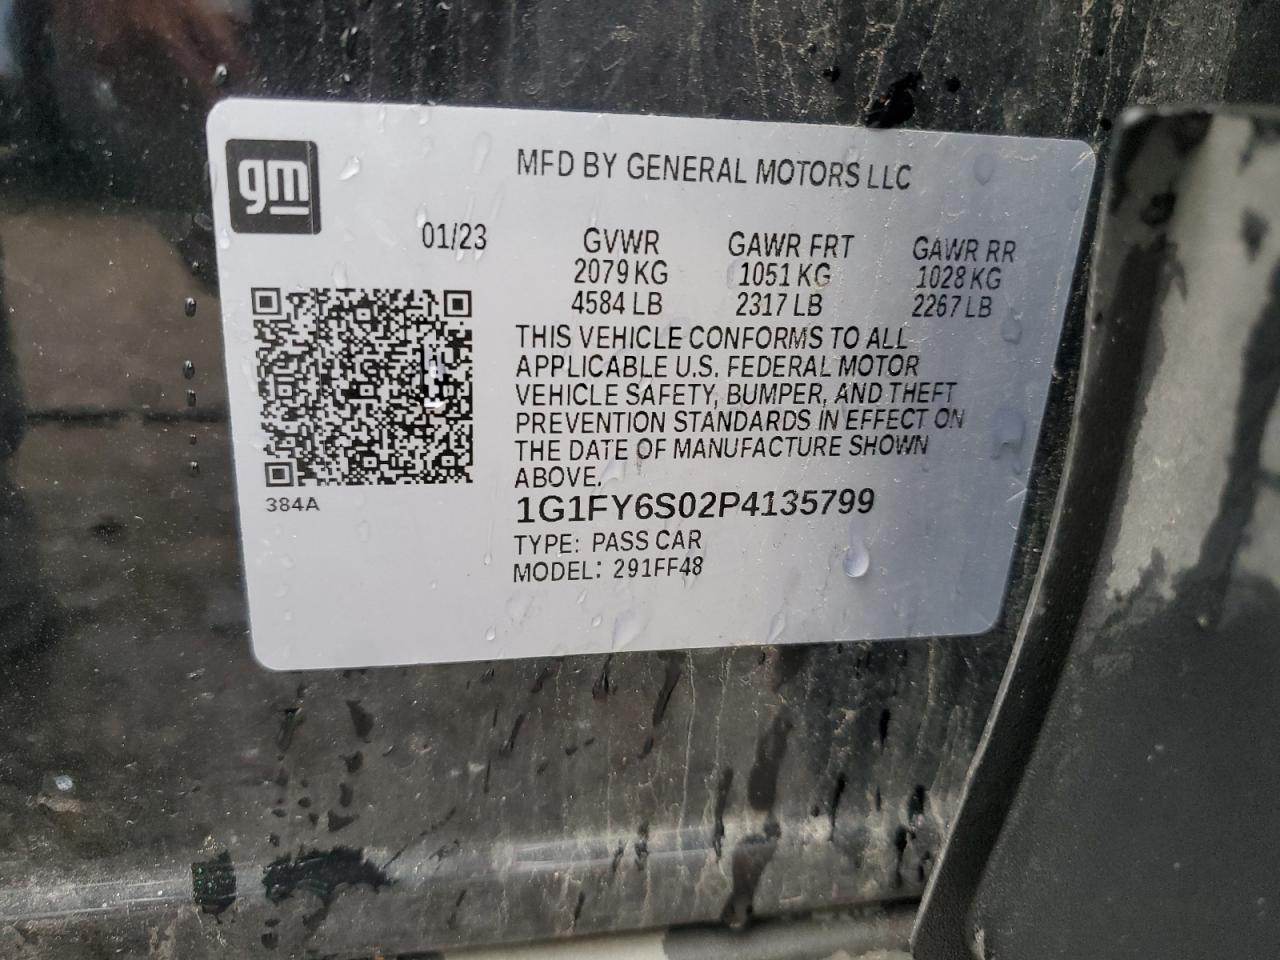 gm
MFD BY GENERAL MOTORS LLC
01/23
GVWR GAWR FRT GAWR RR
2079 KG 1051 KG 1028 KG
4584 LB 2317 LB 2267 LB
THIS VEHICLE CONFORMS TO ALL
APPLICABLE U.S. FEDERAL MOTOR
VEHICLE SAFETY, BUMPER, AND THEFT
PREVENTION STANDARDS IN EFFECT ON
THE DATE OF MANUFACTURE SHOWN
ABOVE.
384A
1G1FY6S02P4135799
TYPE: PASS CAR
MODEL: 291FF48